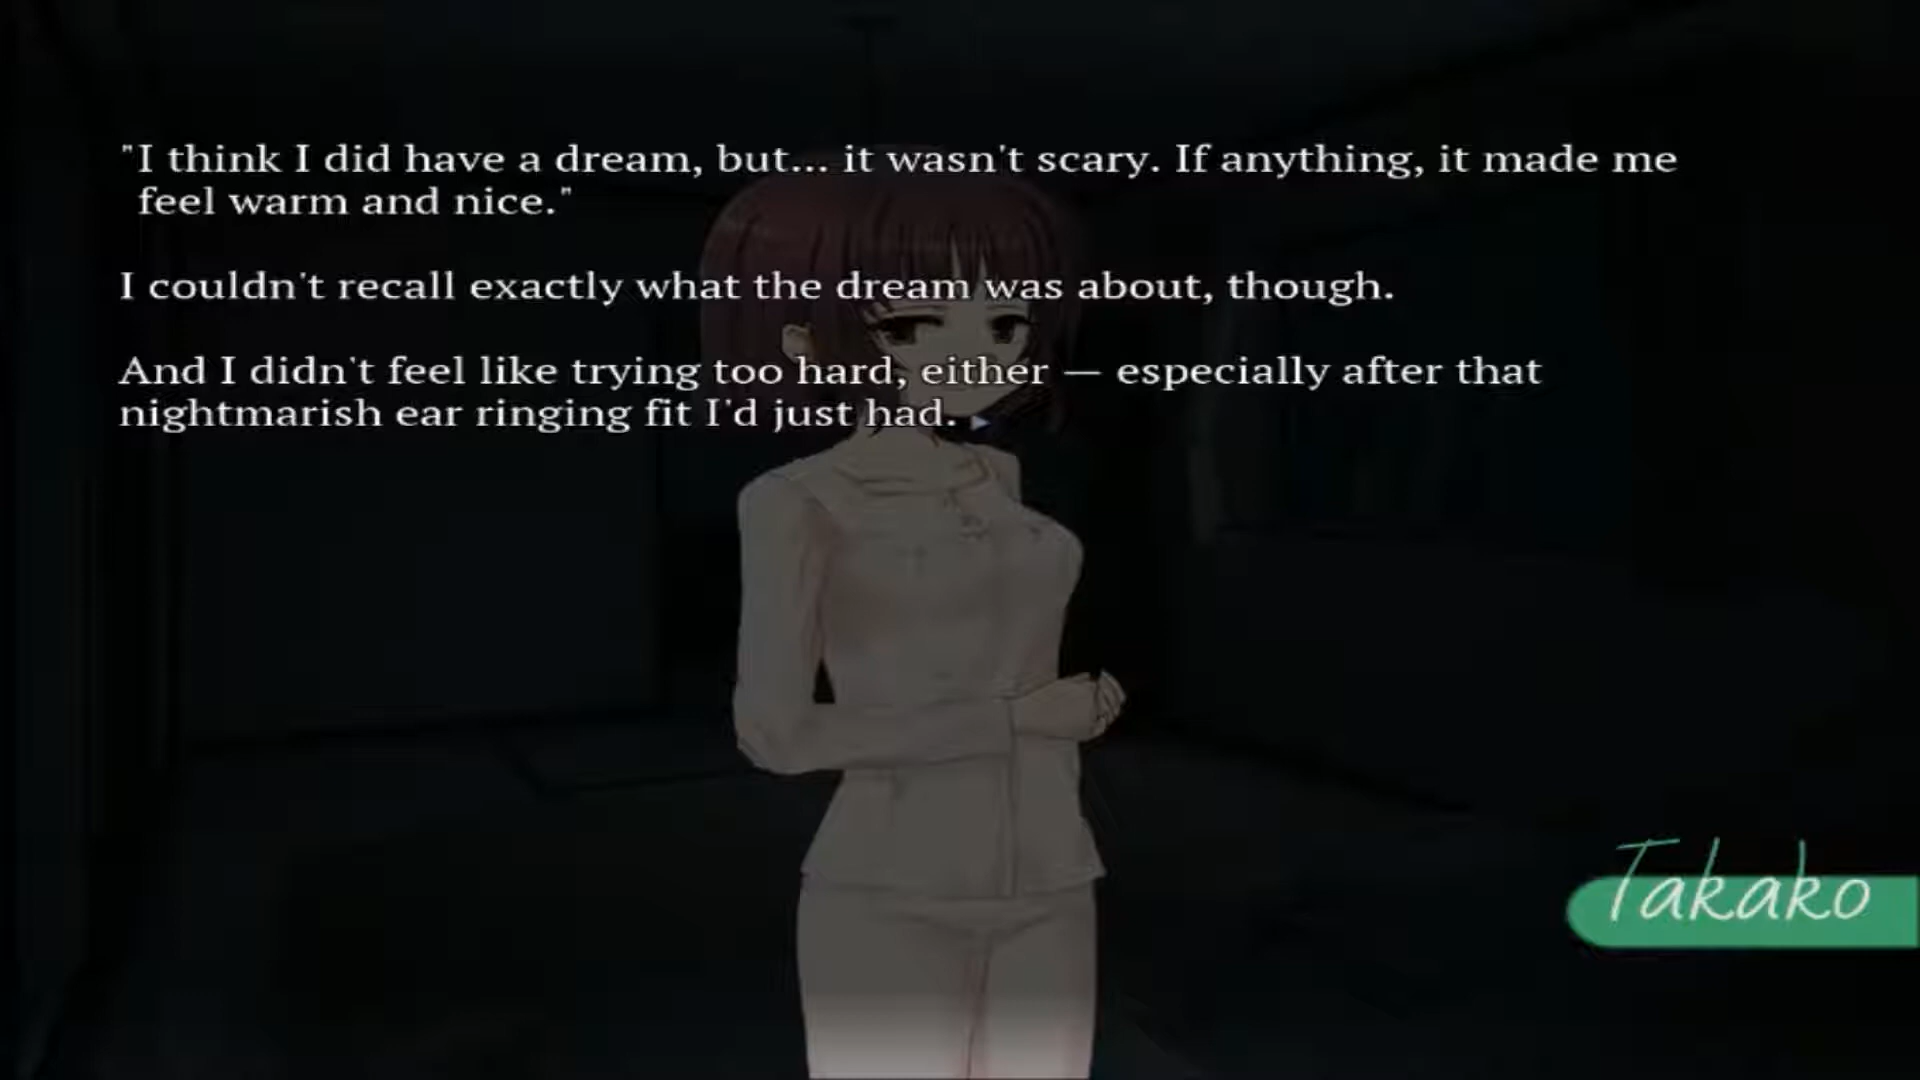 "I think I did have a dream, but... it wasn't scary. If anything, it made me
feel warm and nice."
I couldn't recall exactly what the dream was about, though.
And I didn't feel like trying too hard, either — especially after that
nightmarish ear ringing fit I'd just had.
Takako